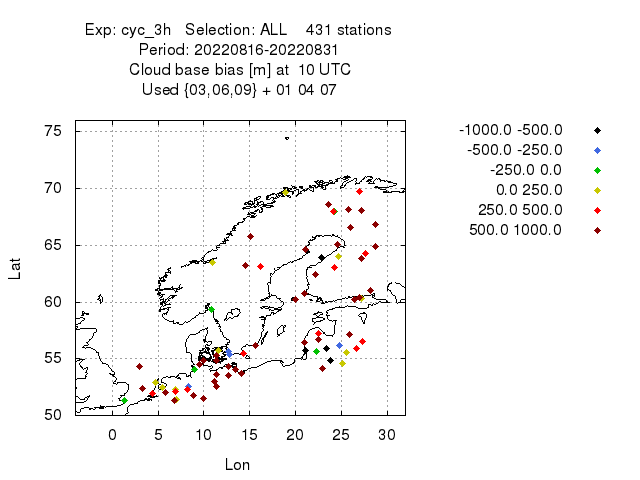 Exp: cyc_3h   Selection: ALL    431 stations
Period: 20220816-20220831
Cloud base bias [m] at  10 UTC
Used {03,06,09} + 01 04 07
-1000.0 -500.0
-500.0 -250.0
-250.0 0.0
0.0 250.0
250.0 500.0
500.0 1000.0
75
70
65
60
55
50
Lat
0 5 10 15 20 25 30
Lon